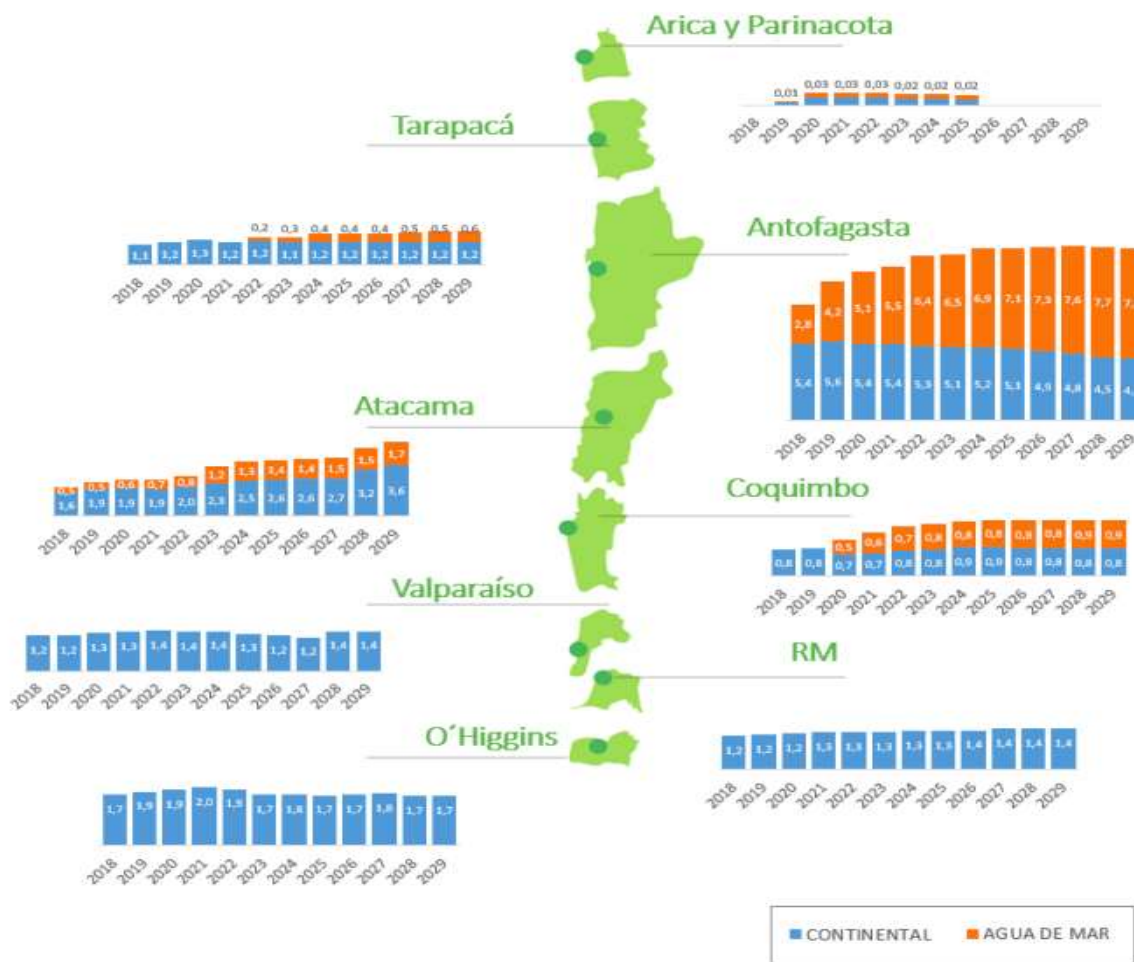 Arica y Parinacota
0,01 0,03 0,03 0,03 0,02 0,02 0,02
2018 2019 2020 2021 2022 2023 2024 2025 2026 2027 2028 2029
Tarapacá
0,2 0,3 0,4 0,4 0,4 0,5 0,5 0,6
1,1 1,2 1,3 1,2 1,2 1,1 1,2 1,2 1,2 1,2 1,2 1,2
2018 2019 2020 2021 2022 2023 2024 2025 2026 2027 2028 2029
Antofagasta
2,8 4,2 5,1 5,5 6,4 6,5 6,9 7,1 7,3 7,6 7,7
5,4 5,6 5,4 5,4 5,3 5,1 5,2 5,1 4,9 4,8 4,5
2018 2019 2020 2021 2022 2023 2024 2025 2026 2027 2028 2029
Atacama
0,5 0,5 0,6 0,7 0,8 1,2 1,3 1,4 1,4 1,5 1,5 1,7
1,6 1,9 1,9 1,9 2,0 2,3 2,5 2,6 2,6 2,7 3,2 3,6
2018 2019 2020 2021 2022 2023 2024 2025 2026 2027 2028 2029
Coquimbo
0,5 0,6 0,7 0,8 0,8 0,8 0,8 0,8 0,9 0,9
0,8 0,8 0,7 0,7 0,8 0,8 0,9 0,9 0,8 0,8 0,8 0,8
2018 2019 2020 2021 2022 2023 2024 2025 2026 2027 2028 2029
Valparaíso
1,2 1,2 1,3 1,3 1,4 1,4 1,4 1,3 1,2 1,2 1,4 1,4
2018 2019 2020 2021 2022 2023 2024 2025 2026 2027 2028 2029
RM
1,2 1,2 1,2 1,3 1,3 1,3 1,3 1,3 1,4 1,4 1,4 1,4
2018 2019 2020 2021 2022 2023 2024 2025 2026 2027 2028 2029
O´Higgins
1,7 1,9 1,9 2,0 1,9 1,7 1,8 1,7 1,7 1,8 1,7 1,7
2018 2019 2020 2021 2022 2023 2024 2025 2026 2027 2028 2029
CONTINENTAL AGUA DE MAR